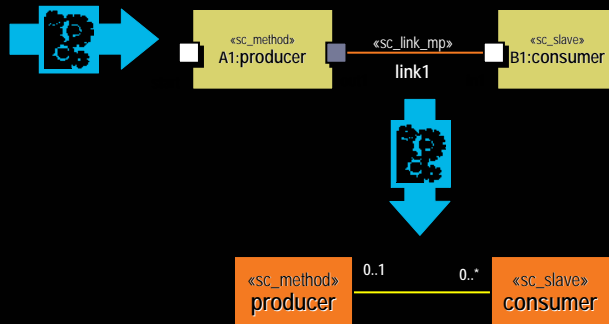 «sc_method»
A1:producer
«sc_link_mp»
link1
«sc_slave»
B1:consumer
«sc_method»
producer
0..1
0..*
«sc_slave»
consumer